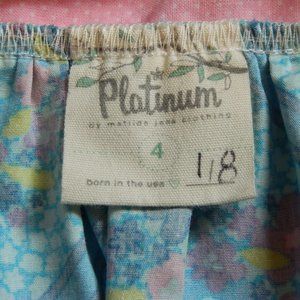 Platinum
by matilda jane clothing
4
1/8
born in the usa